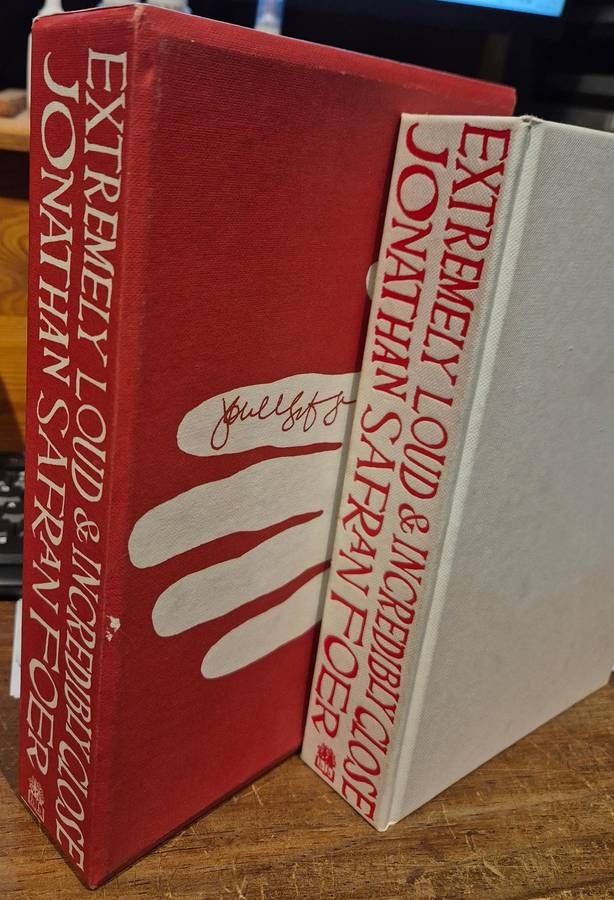 EXTREMELY LOUD & INCREDIBLY CLOSE
JONATHAN SAFRAN FOER
EXTREMELY LOUD & INCREDIBLY CLOSE
JONATHAN SAFRAN FOER